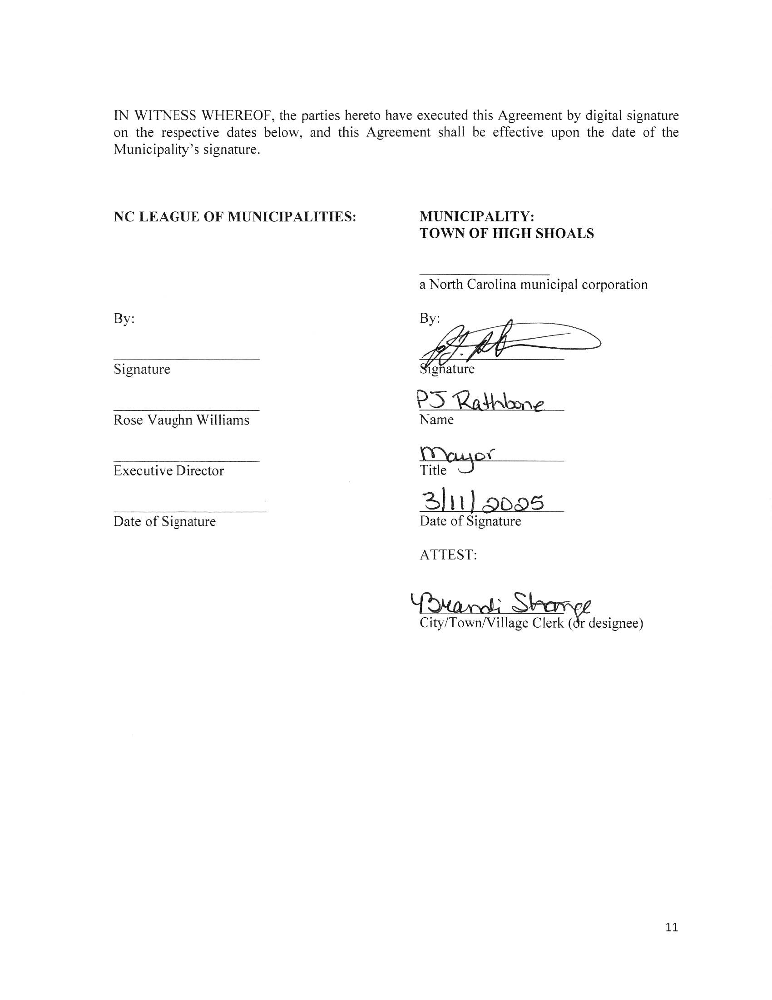 IN WITNESS WHEREOF, the parties hereto have executed this Agreement by digital signature
on the respective dates below, and this Agreement shall be effective upon the date of the
Municipality's signature.
NC LEAGUE OF MUNICIPALITIES:
By:
Signature
Rose Vaughn Williams
Executive Director
Date of Signature
MUNICIPALITY:
TOWN OF HIGH SHOALS
a North Carolina municipal corporation
By:
Signature
PJ Rathbone
Name
Mayor
Title
3/11/2025
Date of Signature
ATTEST:
Brandi Strange
City/Town/Village Clerk (or designee)
11